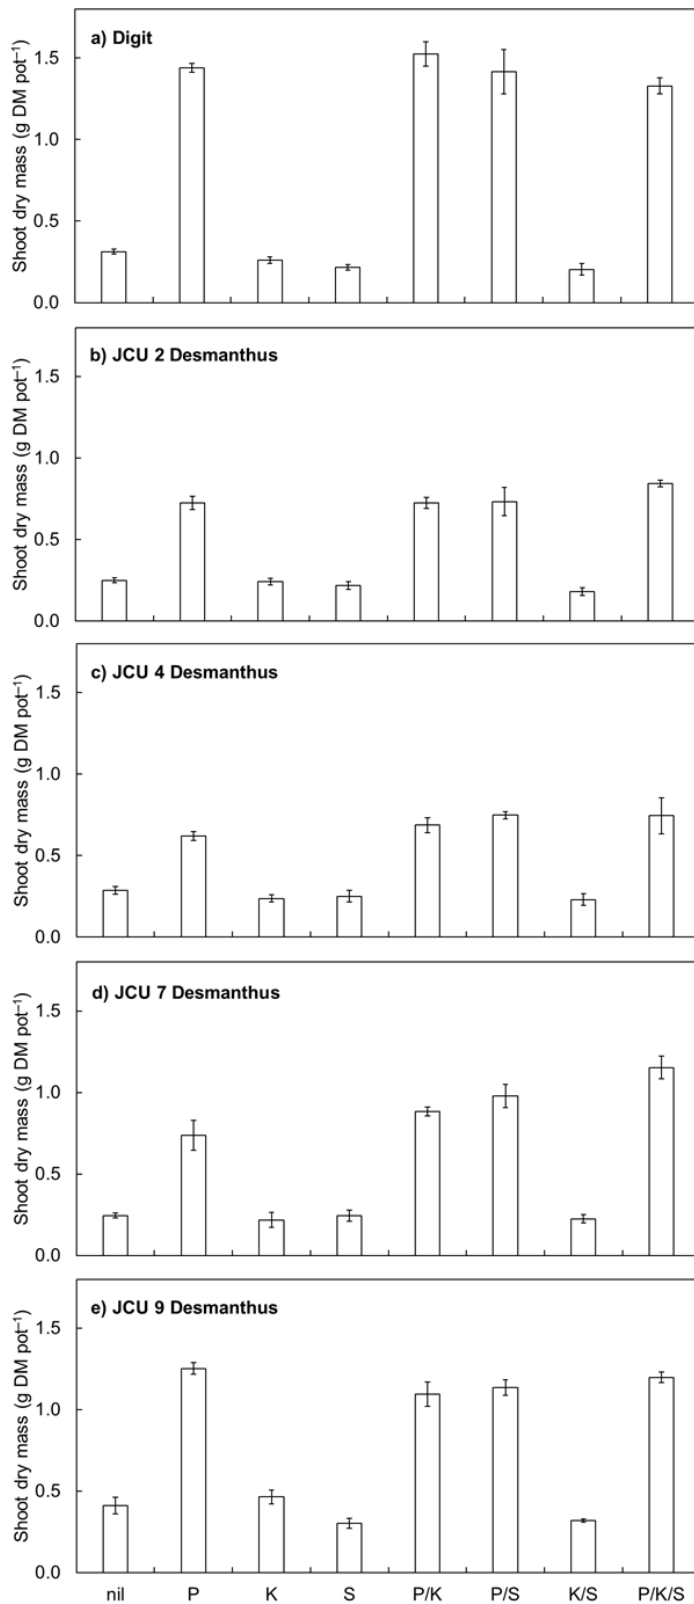 a) Digit
Shoot dry mass (g DM pot⁻¹)
1.5
1.0
0.5
0.0
b) JCU 2 Desmanthus
Shoot dry mass (g DM pot⁻¹)
1.5
1.0
0.5
0.0
c) JCU 4 Desmanthus
Shoot dry mass (g DM pot⁻¹)
1.5
1.0
0.5
0.0
d) JCU 7 Desmanthus
Shoot dry mass (g DM pot⁻¹)
1.5
1.0
0.5
0.0
e) JCU 9 Desmanthus
Shoot dry mass (g DM pot⁻¹)
1.5
1.0
0.5
0.0
nil P K S P/K P/S K/S P/K/S